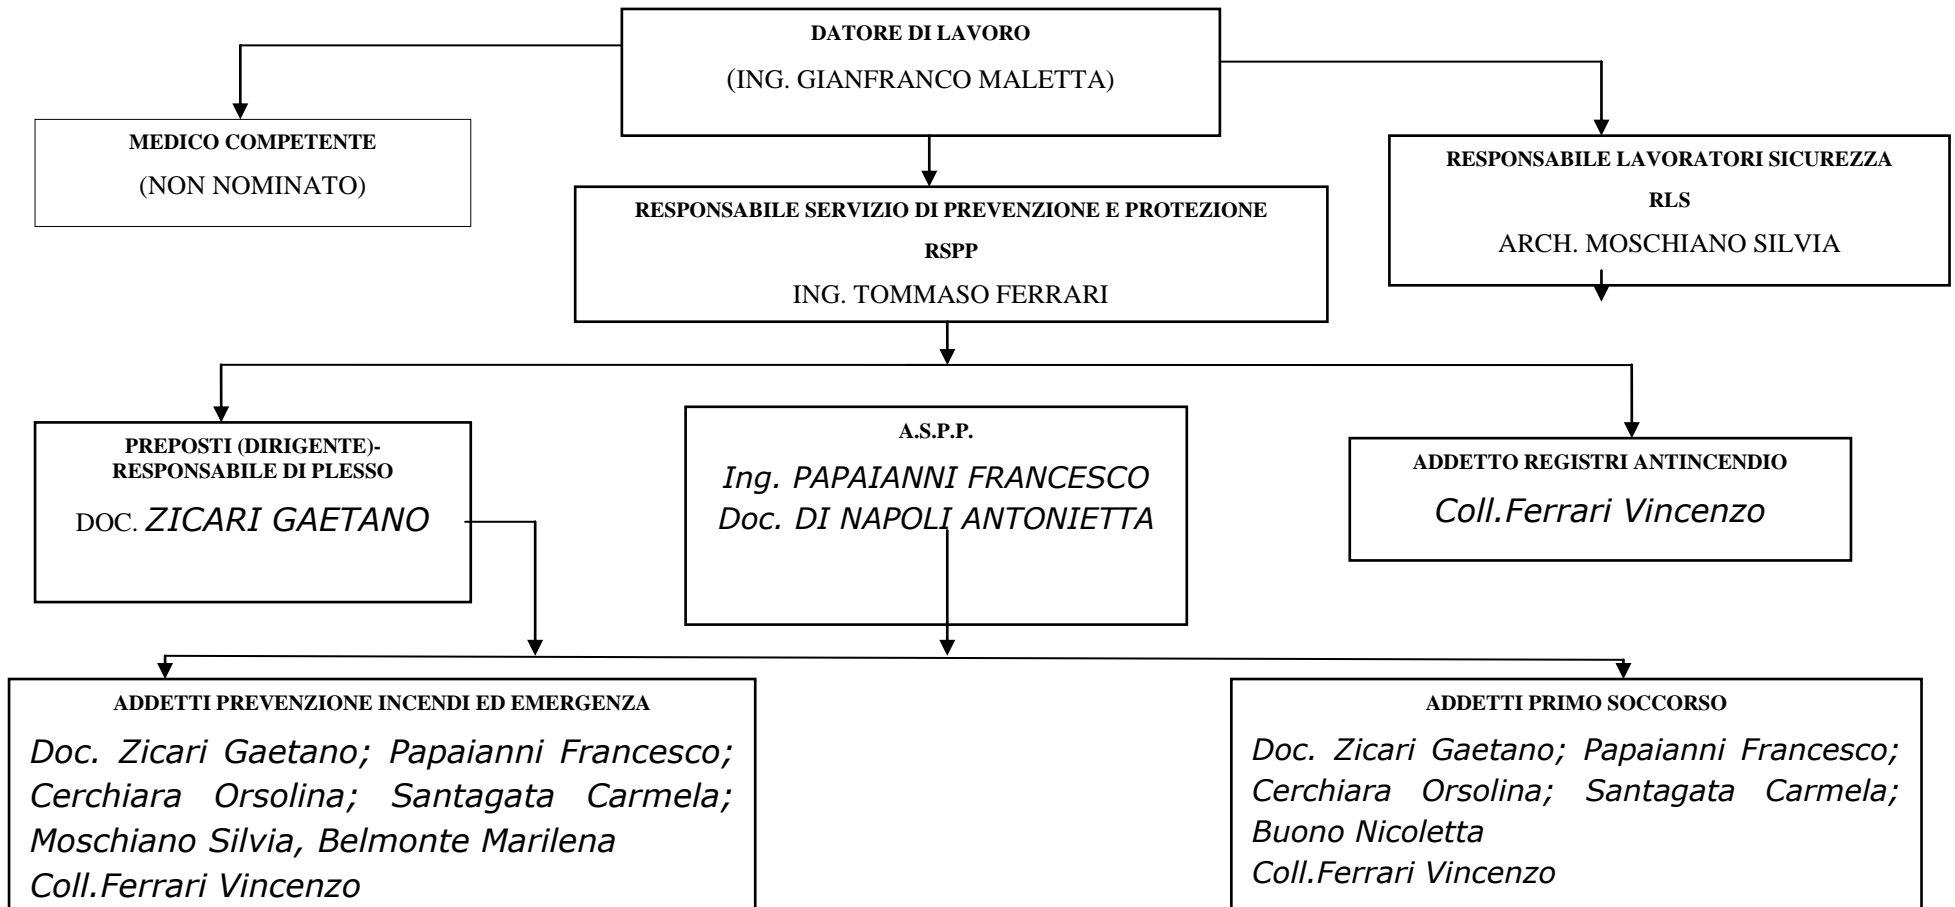 DATORE DI LAVORO
(ING. GIANFRANCO MALETTA)
MEDICO COMPETENTE
(NON NOMINATO)
RESPONSABILE SERVIZIO DI PREVENZIONE E PROTEZIONE
RSPP
ING. TOMMASO FERRARI
RESPONSABILE LAVORATORI SICUREZZA
RLS
ARCH. MOSCHIANO SILVIA
PREPOSTI (DIRIGENTE)-
RESPONSABILE DI PLESSO
DOC. ZICARI GAETANO
A.S.P.P.
Ing. PAPAIANNI FRANCESCO
Doc. DI NAPOLI ANTONIETTA
ADDETTO REGISTRI ANTINCENDIO
Coll.Ferrari Vincenzo
ADDETTI PREVENZIONE INCENDI ED EMERGENZA
Doc. Zicari Gaetano; Papaianni Francesco;
Cerchiara Orsolina; Santagata Carmela;
Moschiano Silvia, Belmonte Marilena
Coll.Ferrari Vincenzo
ADDETTI PRIMO SOCCORSO
Doc. Zicari Gaetano; Papaianni Francesco;
Cerchiara Orsolina; Santagata Carmela;
Buono Nicoletta
Coll.Ferrari Vincenzo